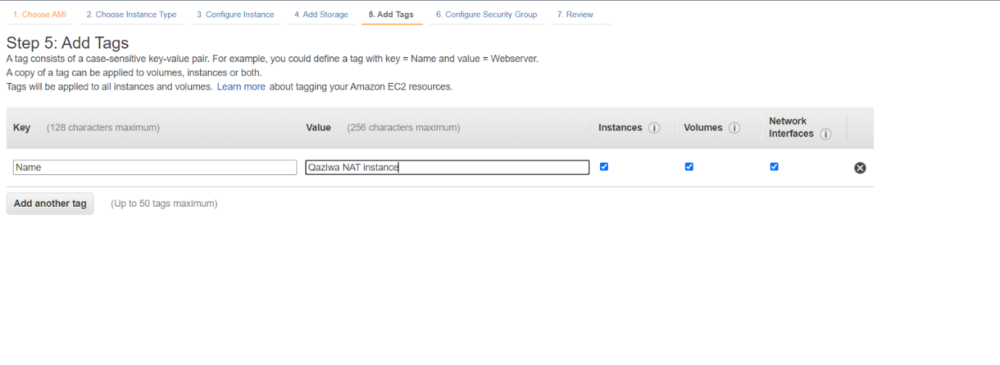 1. Choose AMI 2. Choose Instance Type 3. Configure Instance 4. Add Storage 5. Add Tags 6. Configure Security Group 7. Review
Step 5: Add Tags
A tag consists of a case-sensitive key-value pair. For example, you could define a tag with key = Name and value = Webserver.
A copy of a tag can be applied to volumes, instances or both.
Tags will be applied to all instances and volumes. Learn more about tagging your Amazon EC2 resources.
Key (128 characters maximum) Value (256 characters maximum) Instances i Volumes i Network
Interfaces i
Name Qaziwa NAT instance
Add another tag (Up to 50 tags maximum)